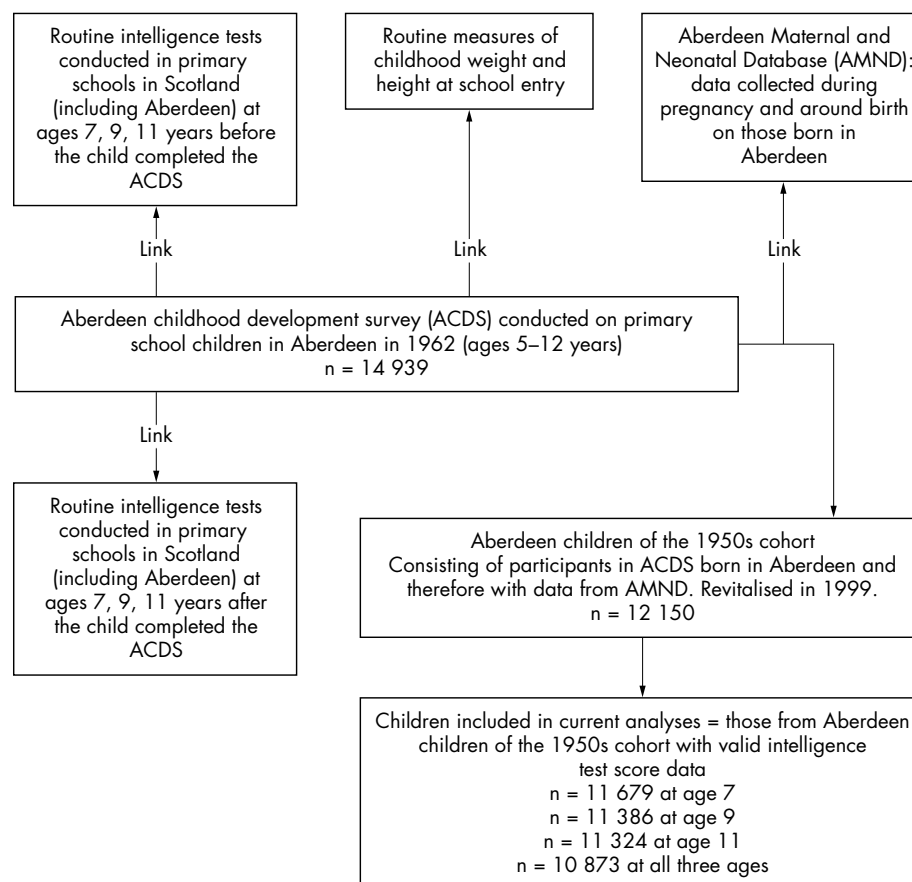 Routine intelligence tests
conducted in primary
schools in Scotland
(including Aberdeen) at
ages 7, 9, 11 years before
the child completed the
ACDS
Routine measures of
childhood weight and
height at school entry
Aberdeen Maternal and
Neonatal Database (AMND):
data collected during
pregnancy and around birth
on those born in
Aberdeen
Link
Link
Link
Aberdeen childhood development survey (ACDS) conducted on primary
school children in Aberdeen in 1962 (ages 5–12 years)
n = 14 939
Link
Routine intelligence tests
conducted in primary
schools in Scotland
(including Aberdeen) at
ages 7, 9, 11 years after
the child completed the
ACDS
Aberdeen children of the 1950s cohort
Consisting of participants in ACDS born in Aberdeen and
therefore with data from AMND. Revitalised in 1999.
n = 12 150
Children included in current analyses = those from Aberdeen
children of the 1950s cohort with valid intelligence
test score data
n = 11 679 at age 7
n = 11 386 at age 9
n = 11 324 at age 11
n = 10 873 at all three ages